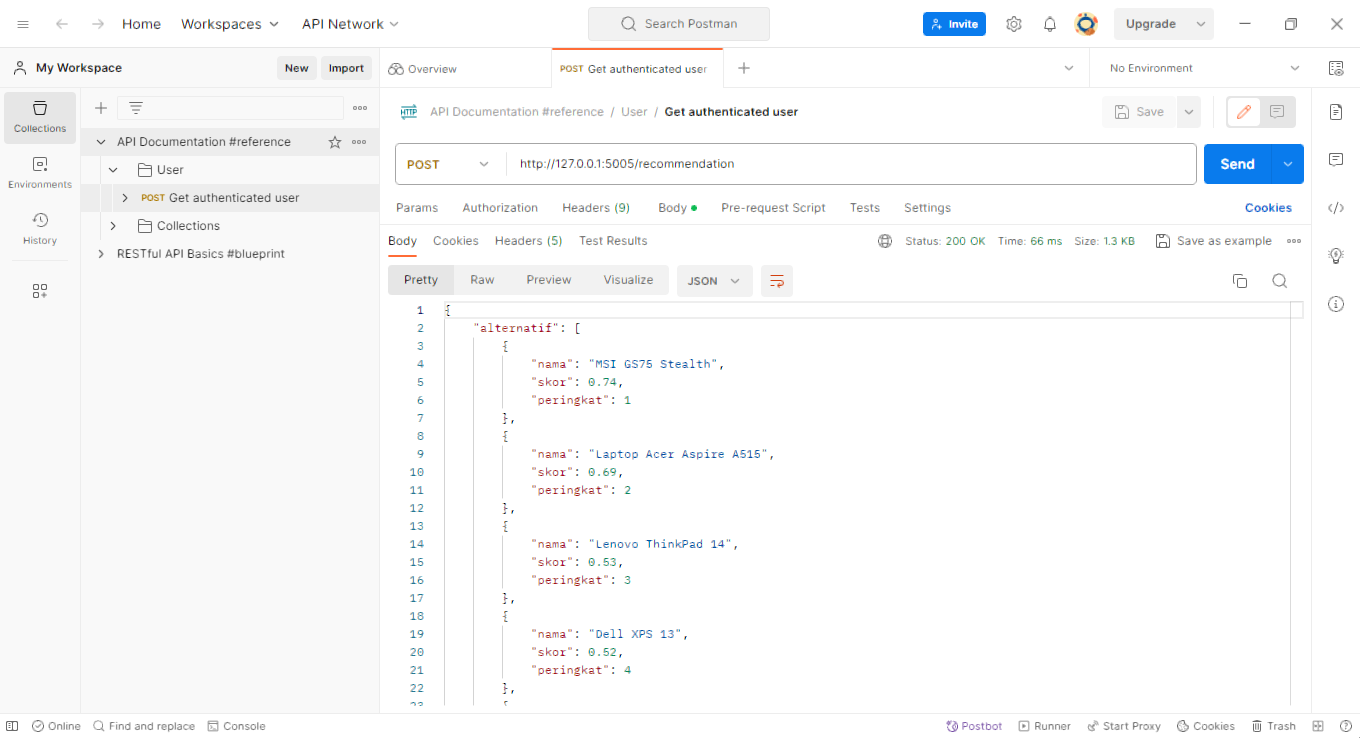 Home Workspaces API Network Search Postman Invite Upgrade
My Workspace New Import Overview POST Get authenticated user No Environment
Collections
Environments
History
API Documentation #reference
User
POST Get authenticated user
Collections
RESTful API Basics #blueprint
HTTP API Documentation #reference / User / Get authenticated user Save
POST http://127.0.0.1:5005/recommendation Send
Params Authorization Headers (9) Body Pre-request Script Tests Settings Cookies
Body Cookies Headers (5) Test Results Status: 200 OK Time: 66 ms Size: 1.3 KB Save as example
Pretty Raw Preview Visualize JSON
1 {
2 "alternatif": [
3 {
4 "nama": "MSI GS75 Stealth",
5 "skor": 0.74,
6 "peringkat": 1
7 },
8 {
9 "nama": "Laptop Acer Aspire A515",
10 "skor": 0.69,
11 "peringkat": 2
12 },
13 {
14 "nama": "Lenovo ThinkPad 14",
15 "skor": 0.53,
16 "peringkat": 3
17 },
18 {
19 "nama": "Dell XPS 13",
20 "skor": 0.52,
21 "peringkat": 4
22 },
23 {
Online Find and replace Console Postbot Runner Start Proxy Cookies Trash